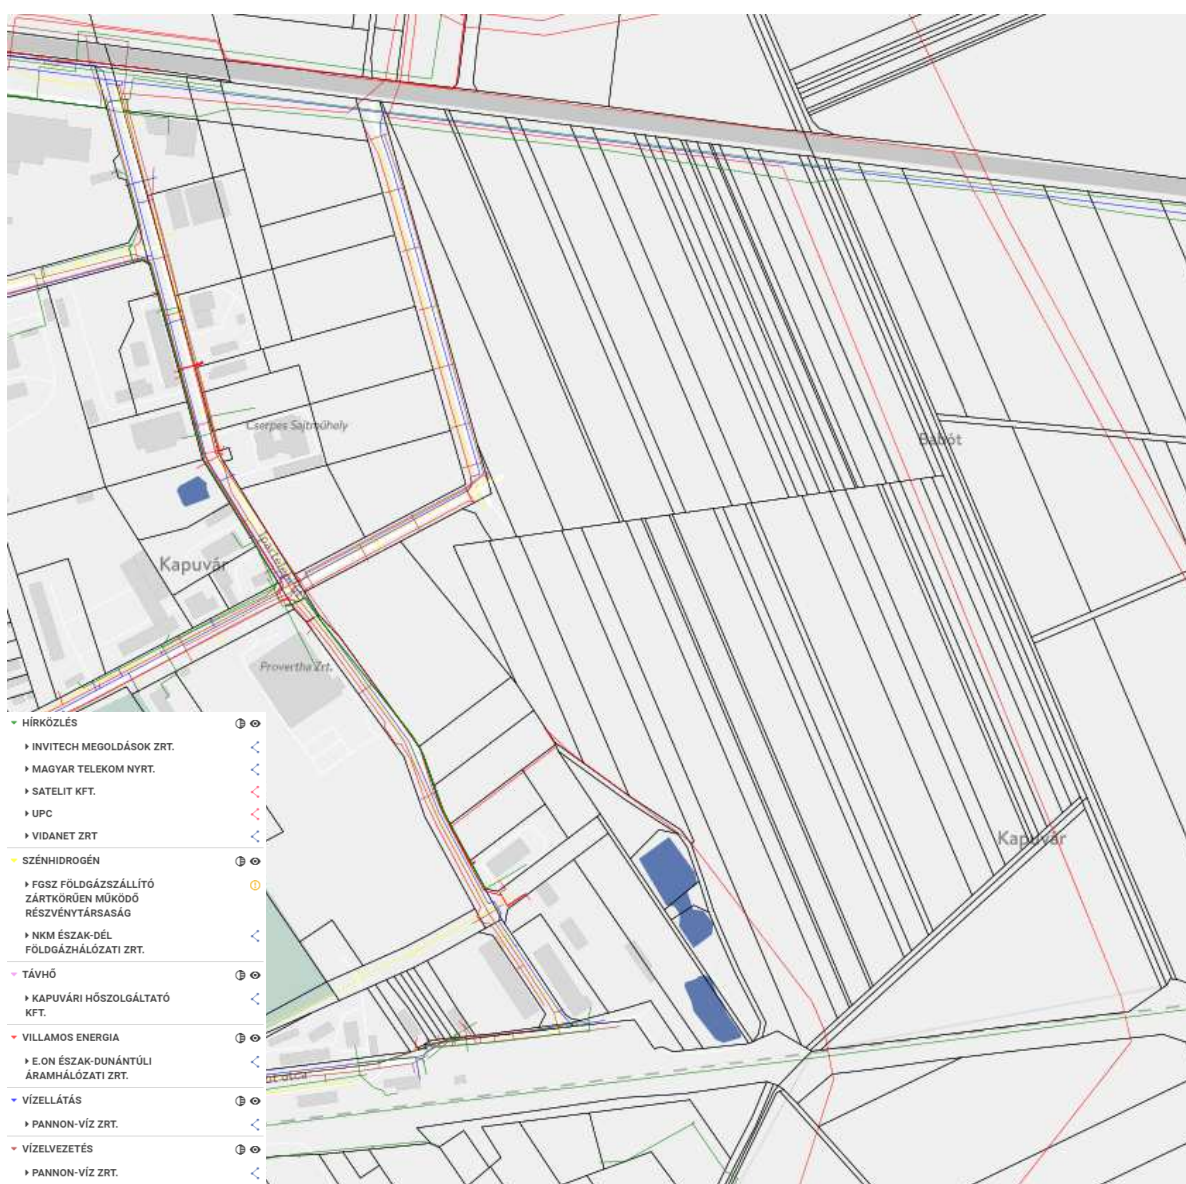 Cserpes Sajtműhely
Babót
Kapuvár
Provertha Zrt.
Kapuvár
HÍRKÖZLÉS
INVITECH MEGOLDÁSOK ZRT.
MAGYAR TELEKOM NYRT.
SATELIT KFT.
UPC
VIDANET ZRT
SZÉNHIDROGÉN
FGSZ FÖLDGÁZSZÁLLÍTÓ
ZÁRTKÖRŰEN MŰKÖDŐ
RÉSZVÉNYTÁRSASÁG
NKM ÉSZAK-DÉL
FÖLDGÁZHÁLÓZATI ZRT.
TÁVHŐ
KAPUVÁRI HŐSZOLGÁLTATÓ
KFT.
VILLAMOS ENERGIA
E.ON ÉSZAK-DUNÁNTÚLI
ÁRAMHÁLÓZATI ZRT.
VÍZELLÁTÁS
PANNON-VÍZ ZRT.
VÍZELVEZETÉS
PANNON-VÍZ ZRT.